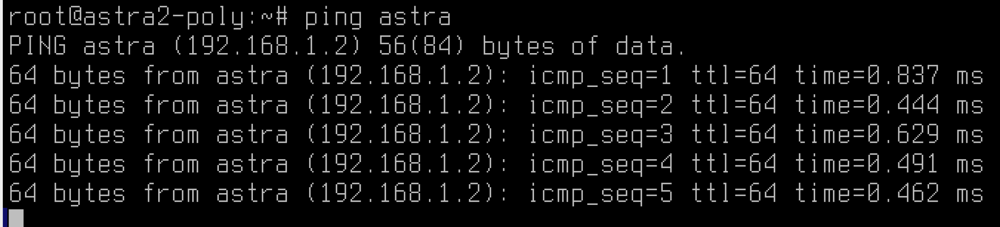 root@astra2-poly:~# ping astra
PING astra (192.168.1.2) 56(84) bytes of data.
64 bytes from astra (192.168.1.2): icmp_seq=1 ttl=64 time=0.837 ms
64 bytes from astra (192.168.1.2): icmp_seq=2 ttl=64 time=0.444 ms
64 bytes from astra (192.168.1.2): icmp_seq=3 ttl=64 time=0.629 ms
64 bytes from astra (192.168.1.2): icmp_seq=4 ttl=64 time=0.491 ms
64 bytes from astra (192.168.1.2): icmp_seq=5 ttl=64 time=0.462 ms